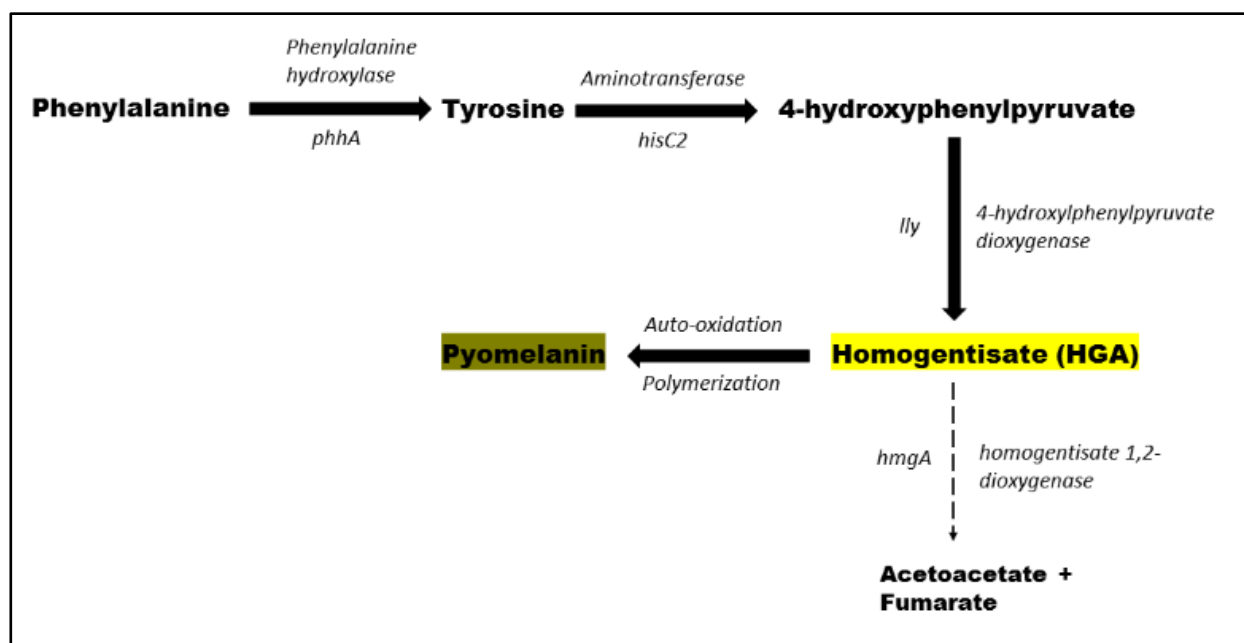 Phenylalanine
hydroxylase
Aminotransferase
Phenylalanine
Tyrosine
4-hydroxyphenylpyruvate
phhA
hisC2
lly
4-hydroxylphenylpyruvate
dioxygenase
Auto-oxidation
Pyomelanin
Homogentisate (HGA)
Polymerization
hmgA
homogentisate 1,2-
dioxygenase
Acetoacetate +
Fumarate